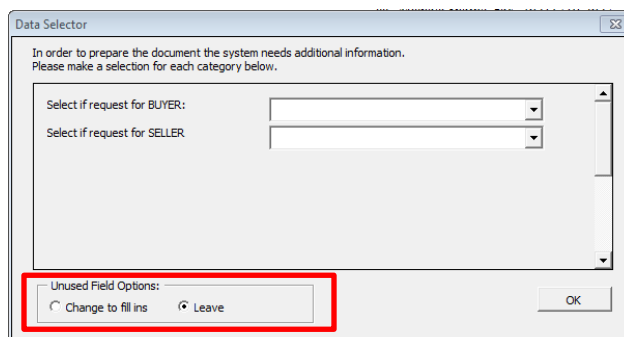 Data Selector
In order to prepare the document the system needs additional information.
Please make a selection for each category below.
Select if request for BUYER:
Select if request for SELLER
Unused Field Options:
Change to fill ins
Leave
OK